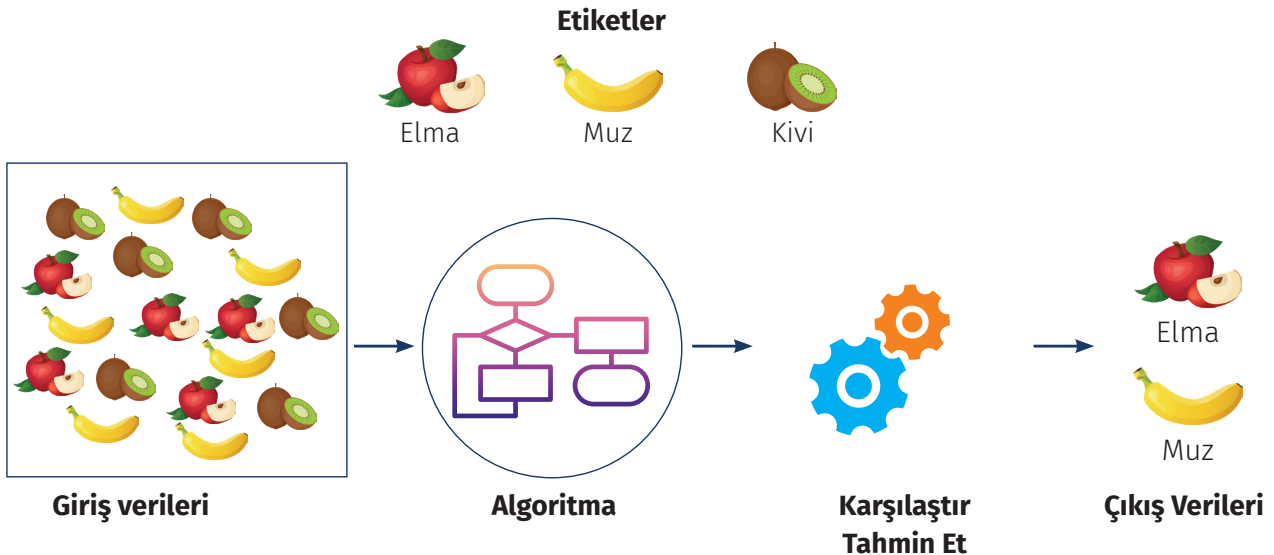 Etiketler
Elma
Muz
Kivi
Elma
Muz
Giriş verileri
Algoritma
Karşılaştır
Tahmin Et
Çıkış Verileri